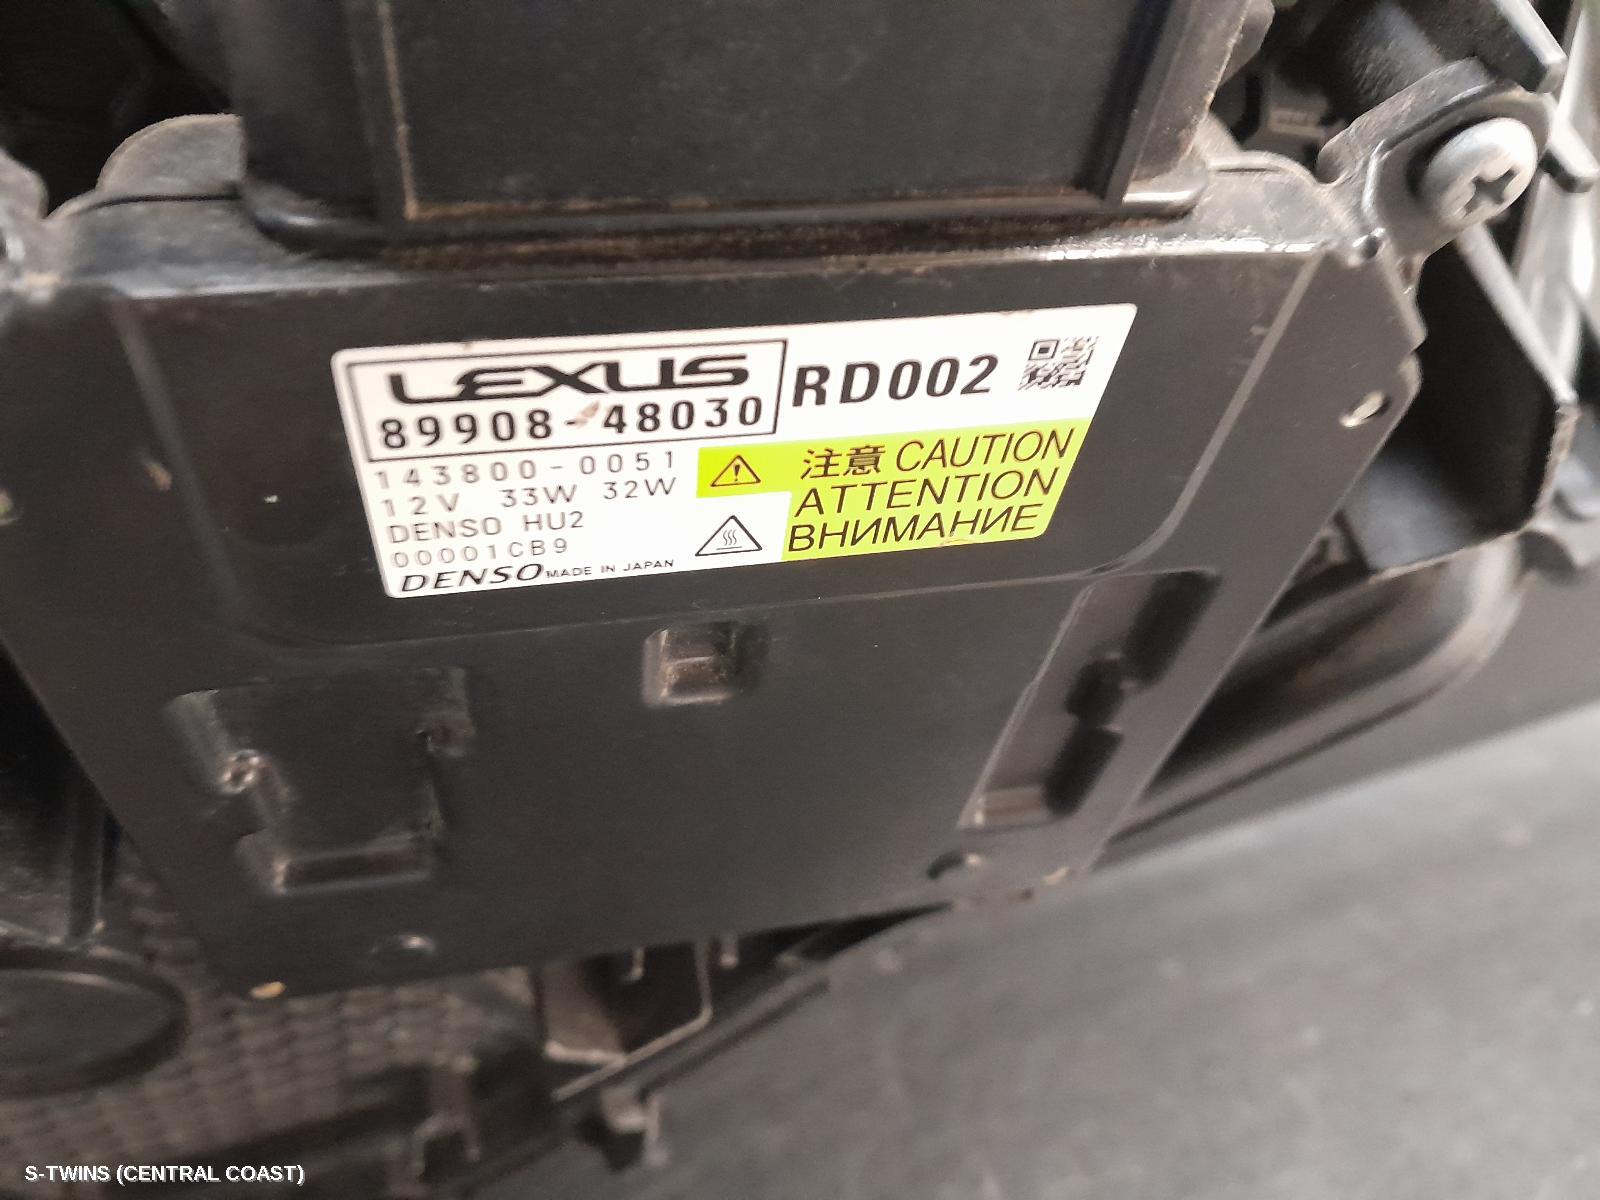 LEXUS
89908-48030
RD002
143800-0051
12V 33W 32W
DENSO HU2
00001CB9
DENSO MADE IN JAPAN
注意 CAUTION
ATTENTION
ВНИМАНИЕ
S-TWINS (CENTRAL COAST)